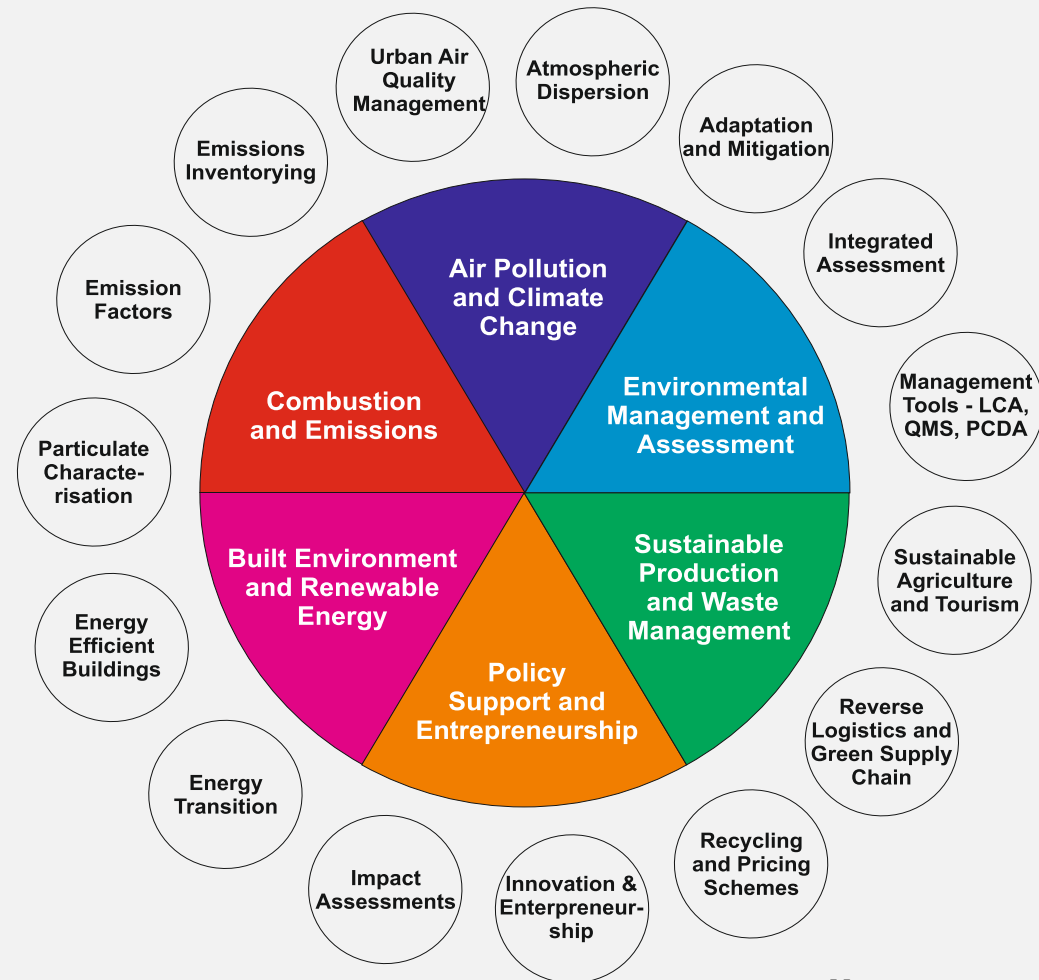 Urban Air
Quality
Management
Atmospheric
Dispersion
Adaptation
and Mitigation
Integrated
Assessment
Management
Tools - LCA,
QMS, PCDA
Sustainable
Agriculture
and Tourism
Reverse
Logistics and
Green Supply
Chain
Recycling
and Pricing
Schemes
Innovation &
Enterpreneur-
ship
Impact
Assessments
Energy
Transition
Energy
Efficient
Buildings
Particulate
Characte-
risation
Emission
Factors
Emissions
Inventorying
Air Pollution
and Climate
Change
Environmental
Management and
Assessment
Sustainable
Production
and Waste
Management
Policy
Support and
Entrepreneurship
Built Environment
and Renewable
Energy
Combustion
and Emissions